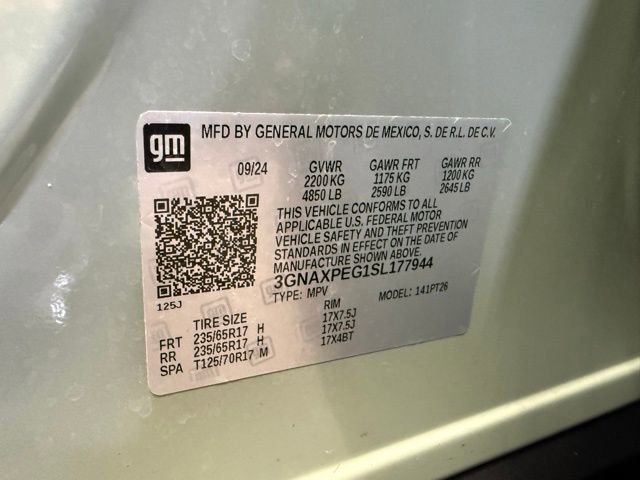 gm MFD BY GENERAL MOTORS DE MEXICO, S. DE R.L. DE C.V.
09/24 GVWR GAWR FRT GAWR RR
2200 KG 1175 KG 1200 KG
4850 LB 2590 LB 2645 LB
THIS VEHICLE CONFORMS TO ALL
APPLICABLE U.S. FEDERAL MOTOR
VEHICLE SAFETY AND THEFT PREVENTION
STANDARDS IN EFFECT ON THE DATE OF
MANUFACTURE SHOWN ABOVE.
3GNAXPEG1SL177944
125J TYPE: MPV MODEL: 141PT26
TIRE SIZE RIM
FRT 235/65R17 H 17X7.5J
RR 235/65R17 H 17X7.5J
SPA T125/70R17 M 17X4BT